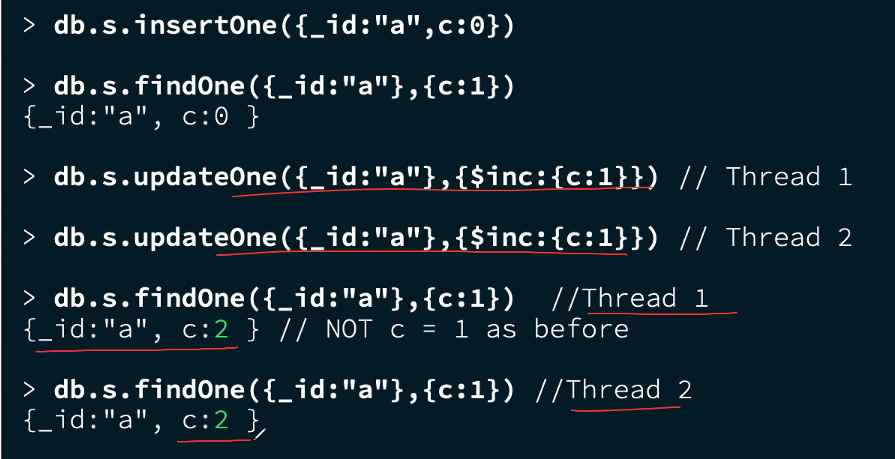 > db.s.insertOne({_id:"a",c:0})
> db.s.findOne({_id:"a"},{c:1})
{_id:"a", c:0 }
> db.s.updateOne({_id:"a"},{$inc:{c:1}}) // Thread 1
> db.s.updateOne({_id:"a"},{$inc:{c:1}}) // Thread 2
> db.s.findOne({_id:"a"},{c:1})  //Thread 1
{_id:"a", c:2 } // NOT c = 1 as before
> db.s.findOne({_id:"a"},{c:1}) //Thread 2
{_id:"a", c:2 }